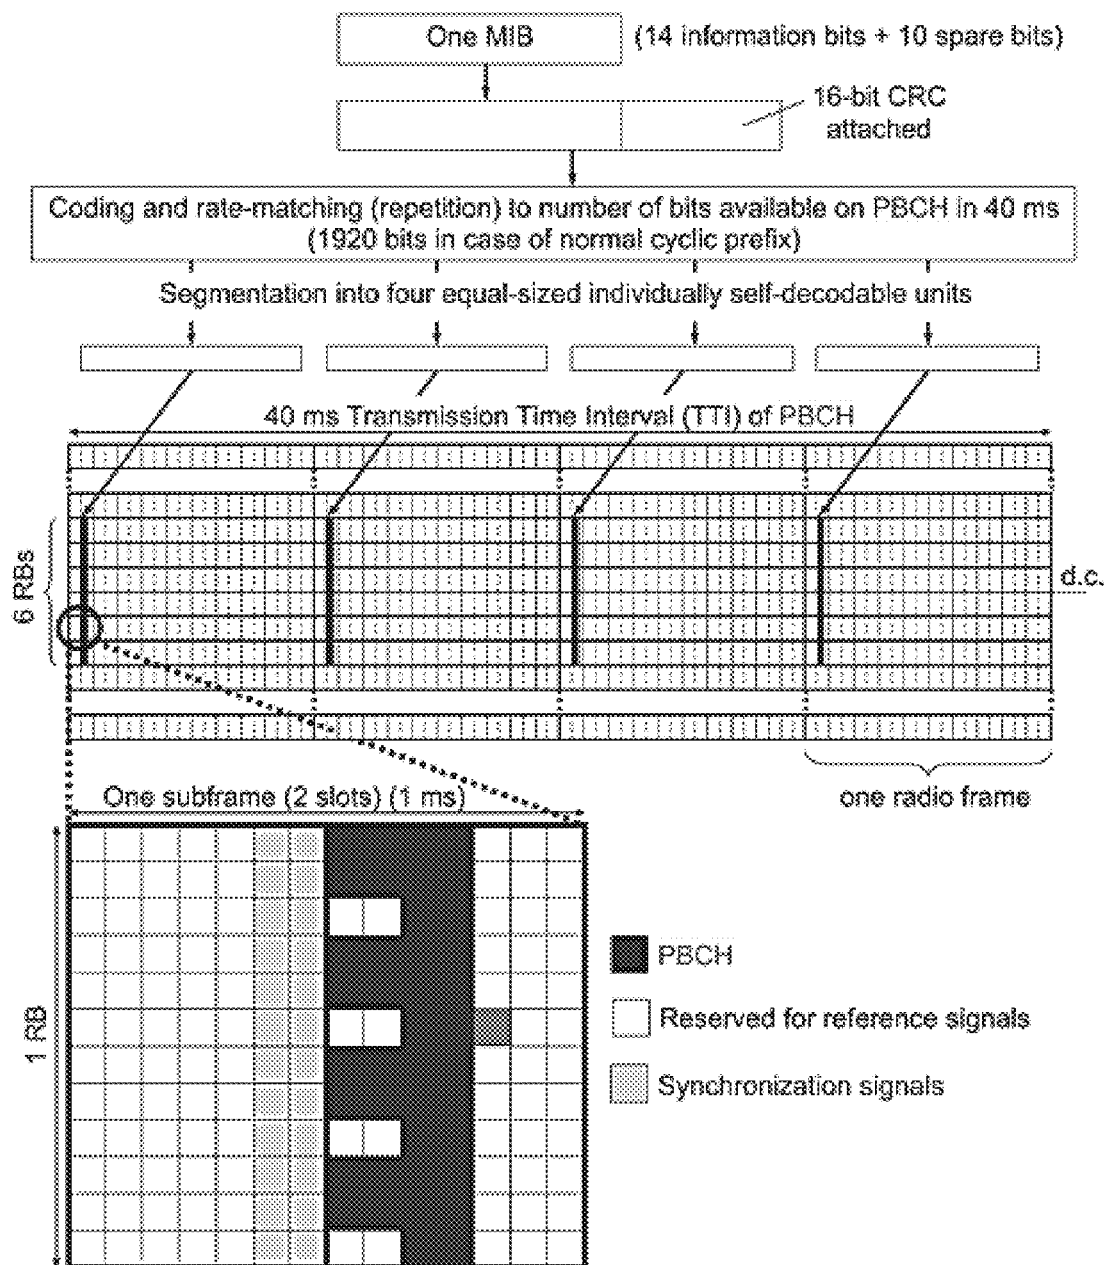 One MIB
(14 information bits + 10 spare bits)
16-bit CRC
attached
Coding and rate-matching (repetition) to number of bits available on PBCH in 40 ms
(1920 bits in case of normal cyclic prefix)
Segmentation into four equal-sized individually self-decodable units
40 ms Transmission Time Interval (TTI) of PBCH
6 RBs
d.c.
One subframe (2 slots) (1 ms)
one radio frame
1 RB
PBCH
Reserved for reference signals
Synchronization signals